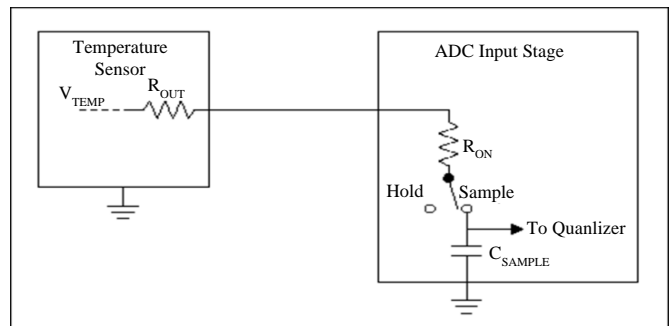 Temperature
Sensor
V_TEMP
R_OUT
ADC Input Stage
R_ON
Hold
Sample
To Quanlizer
C_SAMPLE